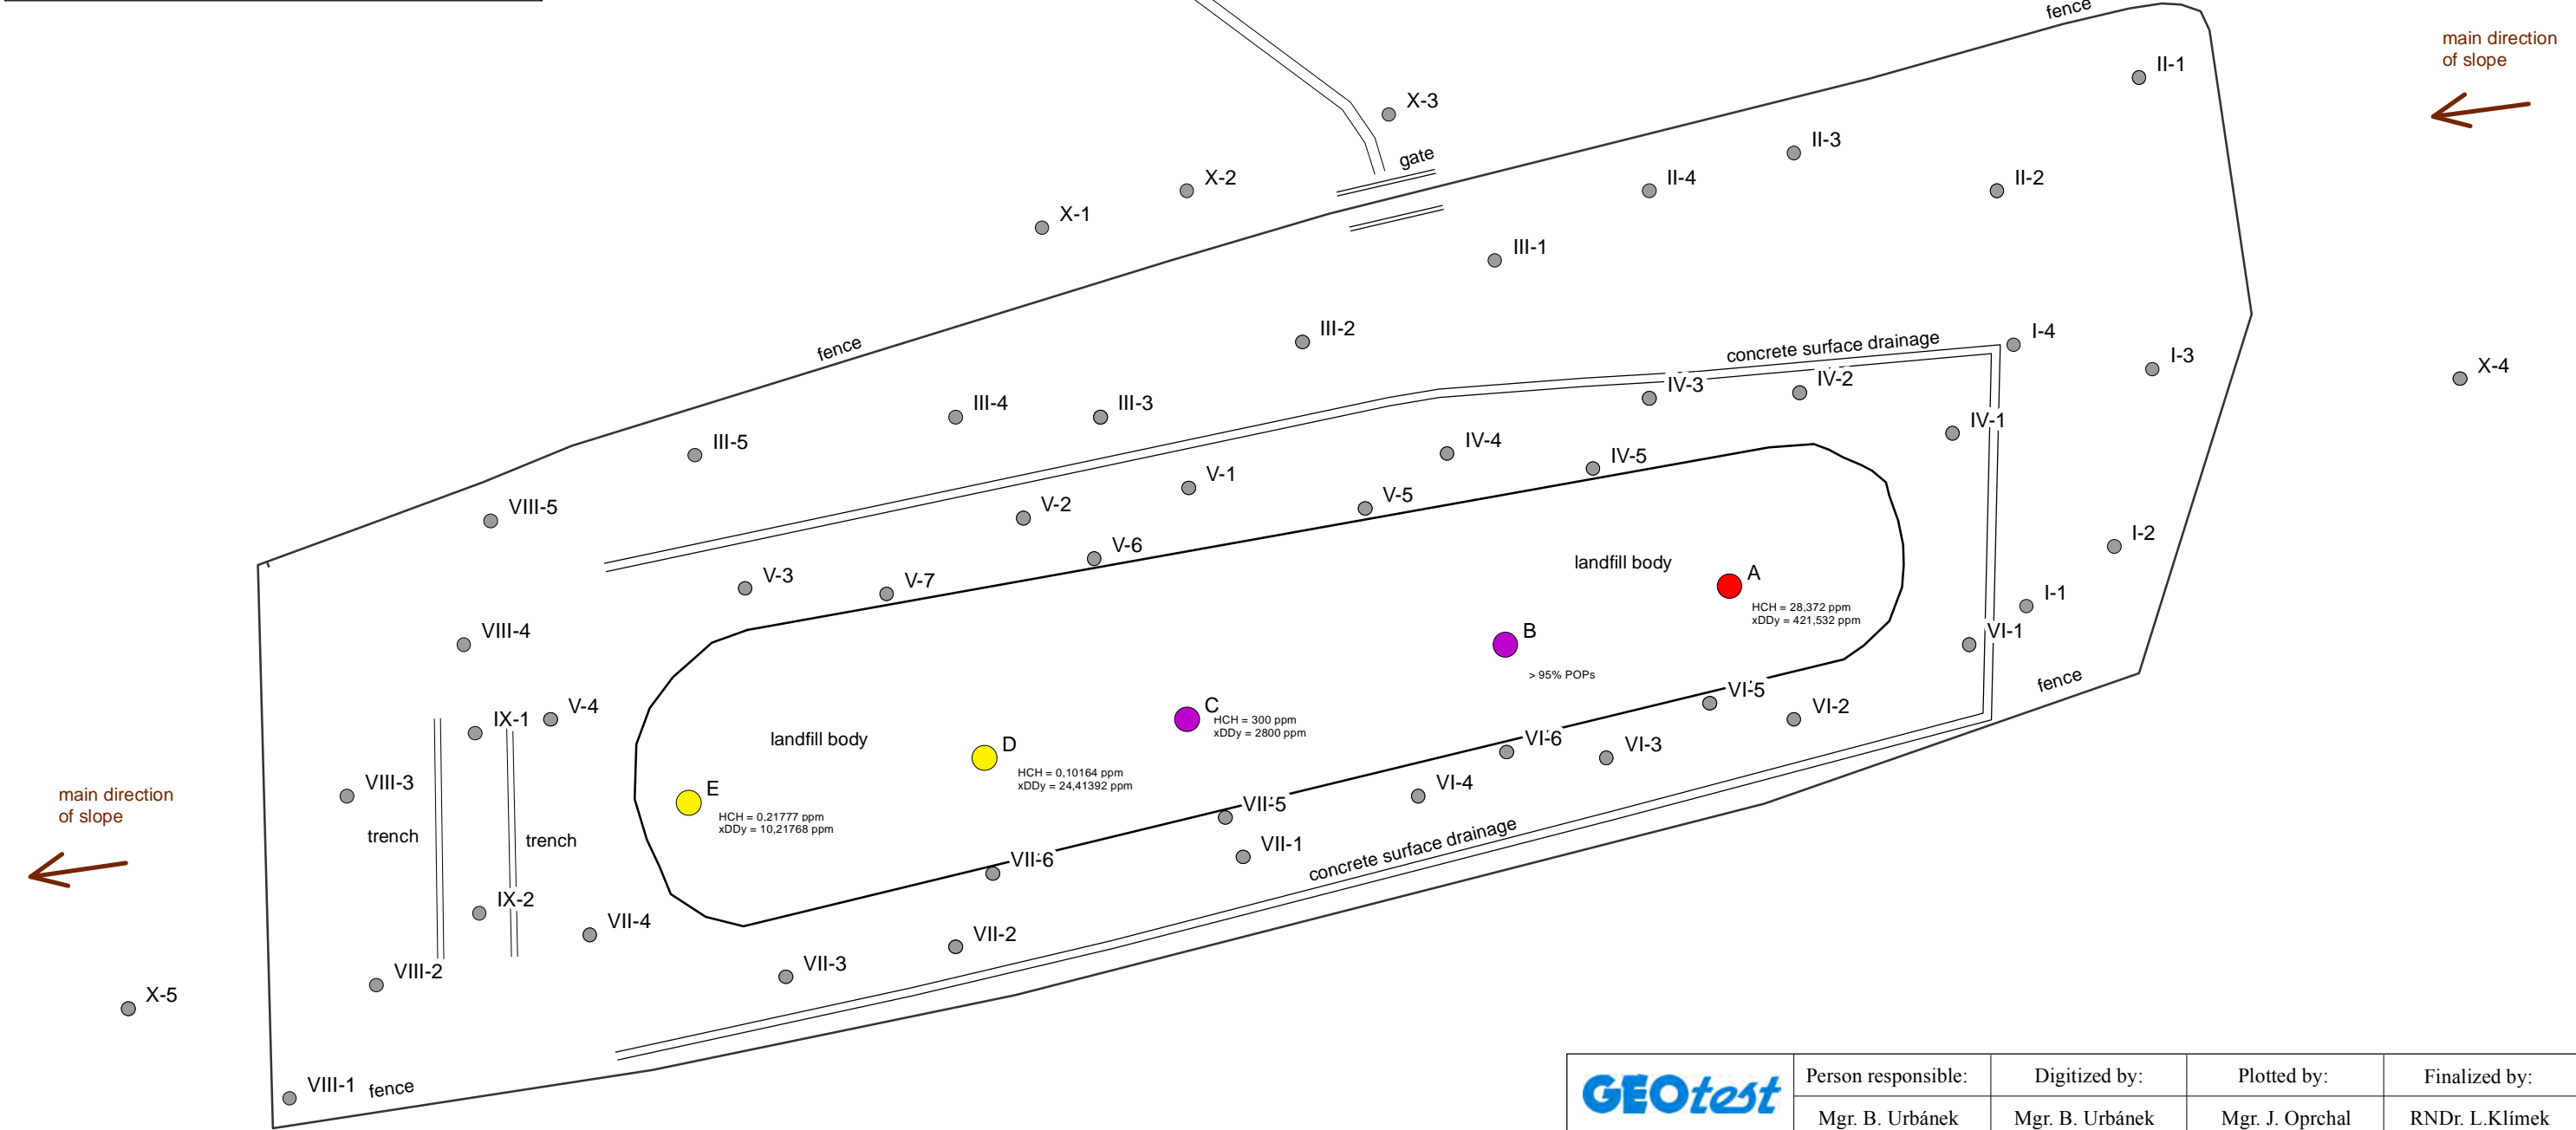 fence
main direction
of slope
II-1
X-3
II-3
gate
X-2
II-4
II-2
X-1
III-1
III-2
I-4
concrete surface drainage
fence
I-3
X-4
IV-3
IV-2
III-4
III-3
IV-1
III-5
IV-4
IV-5
V-1
V-5
VIII-5
V-2
I-2
V-6
landfill body
A
HCH = 28,372 ppm
xDDy = 421,532 ppm
V-3
V-7
I-1
VIII-4
B
> 95% POPs
VI-1
fence
VI-5
C
HCH = 300 ppm
xDDy = 2800 ppm
VI-2
IX-1
V-4
landfill body
D
HCH = 0,10164 ppm
xDDy = 24,41392 ppm
VI-6
VI-3
VIII-3
E
HCH = 0,21777 ppm
xDDy = 10,21768 ppm
VI-4
main direction
of slope
VII-5
trench
trench
concrete surface drainage
VII-1
VII-6
IX-2
VII-4
VII-2
VII-3
VIII-2
X-5
VIII-1
fence
GEOtest
Person responsible:
Digitized by:
Plotted by:
Finalized by:
Mgr. B. Urbánek
Mgr. B. Urbánek
Mgr. J. Oprchal
RNDr. L.Klímek